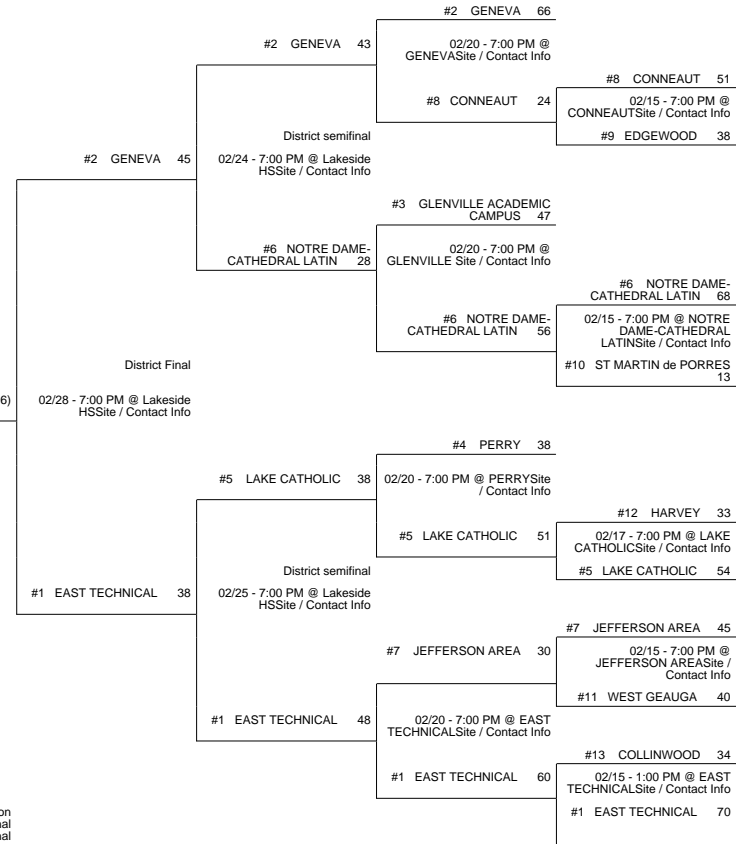 #2 GENEVA 66
#2 GENEVA 43
02/20 - 7:00 PM @
GENEVASite / Contact Info
#8 CONNEAUT 51
#8 CONNEAUT 24
02/15 - 7:00 PM @
CONNEAUTSite / Contact Info
#9 EDGEWOOD 38
District semifinal
#2 GENEVA 45
02/24 - 7:00 PM @ Lakeside
HSSite / Contact Info
#3 GLENVILLE ACADEMIC
CAMPUS 47
#6 NOTRE DAME-
CATHEDRAL LATIN 28
02/20 - 7:00 PM @
GLENVILLE Site / Contact Info
#6 NOTRE DAME-
CATHEDRAL LATIN 68
#6 NOTRE DAME-
CATHEDRAL LATIN 56
02/15 - 7:00 PM @ NOTRE
DAME-CATHEDRAL
LATINSite / Contact Info
#10 ST MARTIN de PORRES
13
District Final
6)
02/28 - 7:00 PM @ Lakeside
HSSite / Contact Info
#4 PERRY 38
#5 LAKE CATHOLIC 38
02/20 - 7:00 PM @ PERRYSite
/ Contact Info
#12 HARVEY 33
#5 LAKE CATHOLIC 51
02/17 - 7:00 PM @ LAKE
CATHOLICSite / Contact Info
#5 LAKE CATHOLIC 54
District semifinal
#1 EAST TECHNICAL 38
02/25 - 7:00 PM @ Lakeside
HSSite / Contact Info
#7 JEFFERSON AREA 45
#7 JEFFERSON AREA 30
02/15 - 7:00 PM @
JEFFERSON AREASite /
Contact Info
#11 WEST GEAUGA 40
#1 EAST TECHNICAL 48
02/20 - 7:00 PM @ EAST
TECHNICALSite / Contact Info
#13 COLLINWOOD 34
#1 EAST TECHNICAL 60
02/15 - 1:00 PM @ EAST
TECHNICALSite / Contact Info
#1 EAST TECHNICAL 70
on
nal
nal